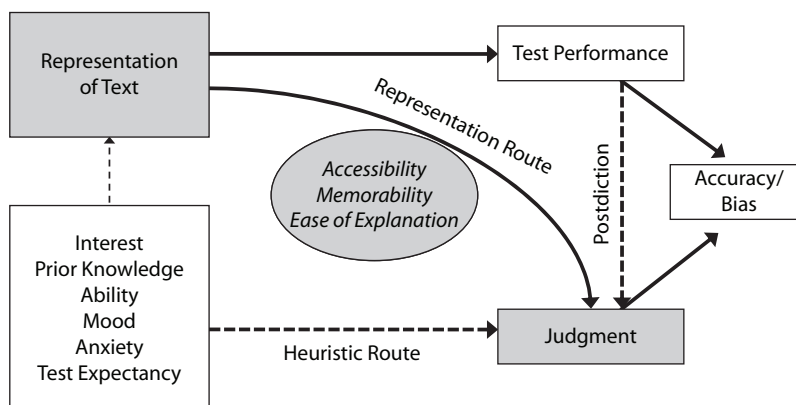 Representation
of Text
Test Performance
Representation Route
Accessibility
Memorability
Ease of Explanation
Postdiction
Accuracy/
Bias
Interest
Prior Knowledge
Ability
Mood
Anxiety
Test Expectancy
Heuristic Route
Judgment